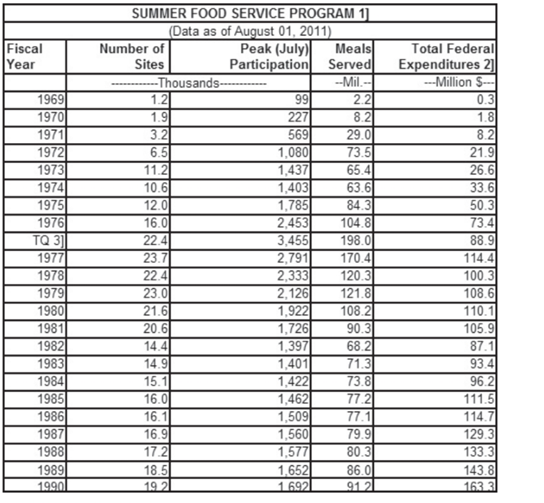 SUMMER FOOD SERVICE PROGRAM 1]
(Data as of August 01, 2011)
Fiscal Number of Peak (July) Meals Total Federal
Year Sites Participation Served Expenditures 2]
------------Thousands------------ --Mil.-- ---Million $---
1969 1.2 99 2.2 0.3
1970 1.9 227 8.2 1.8
1971 3.2 569 29.0 8.2
1972 6.5 1,080 73.5 21.9
1973 11.2 1,437 65.4 26.6
1974 10.6 1,403 63.6 33.6
1975 12.0 1,785 84.3 50.3
1976 16.0 2,453 104.8 73.4
TQ 3] 22.4 3,455 198.0 88.9
1977 23.7 2,791 170.4 114.4
1978 22.4 2,333 120.3 100.3
1979 23.0 2,126 121.8 108.6
1980 21.6 1,922 108.2 110.1
1981 20.6 1,726 90.3 105.9
1982 14.4 1,397 68.2 87.1
1983 14.9 1,401 71.3 93.4
1984 15.1 1,422 73.8 96.2
1985 16.0 1,462 77.2 111.5
1986 16.1 1,509 77.1 114.7
1987 16.9 1,560 79.9 129.3
1988 17.2 1,577 80.3 133.3
1989 18.5 1,652 86.0 143.8
1990 19.2 1,692 91.2 163.3